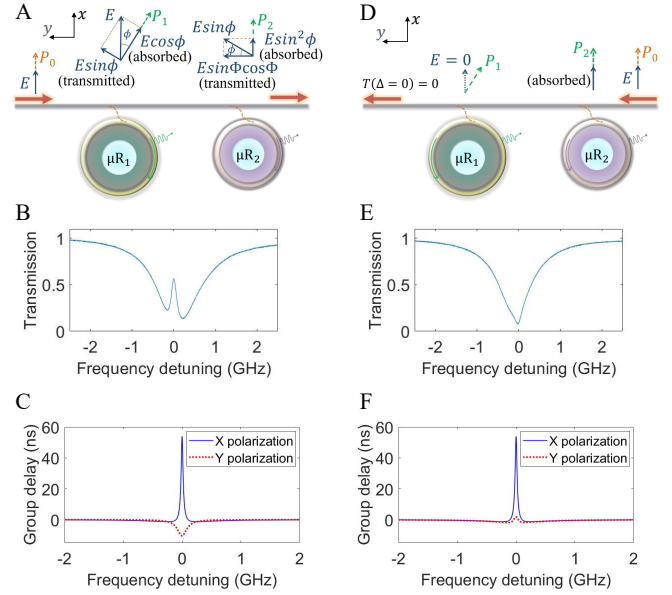 A
y
x
E
P₁
ϕ
Ecosϕ
(absorbed)
Esinϕ
(transmitted)
P₀
E
Esinϕ
P₂
ϕ
Esin²ϕ
(absorbed)
EsinΦcosΦ
(transmitted)
μR₁
μR₂
D
y
x
T(Δ = 0) = 0
E = 0
P₁
P₂
(absorbed)
P₀
E
μR₁
μR₂
B
Transmission
1
0.5
0
-2
-1
0
1
2
Frequency detuning (GHz)
E
Transmission
1
0.5
0
-2
-1
0
1
2
Frequency detuning (GHz)
C
Group delay (ns)
60
40
20
0
X polarization
Y polarization
-2
-1
0
1
2
Frequency detuning (GHz)
F
Group delay (ns)
60
40
20
0
X polarization
Y polarization
-2
-1
0
1
2
Frequency detuning (GHz)